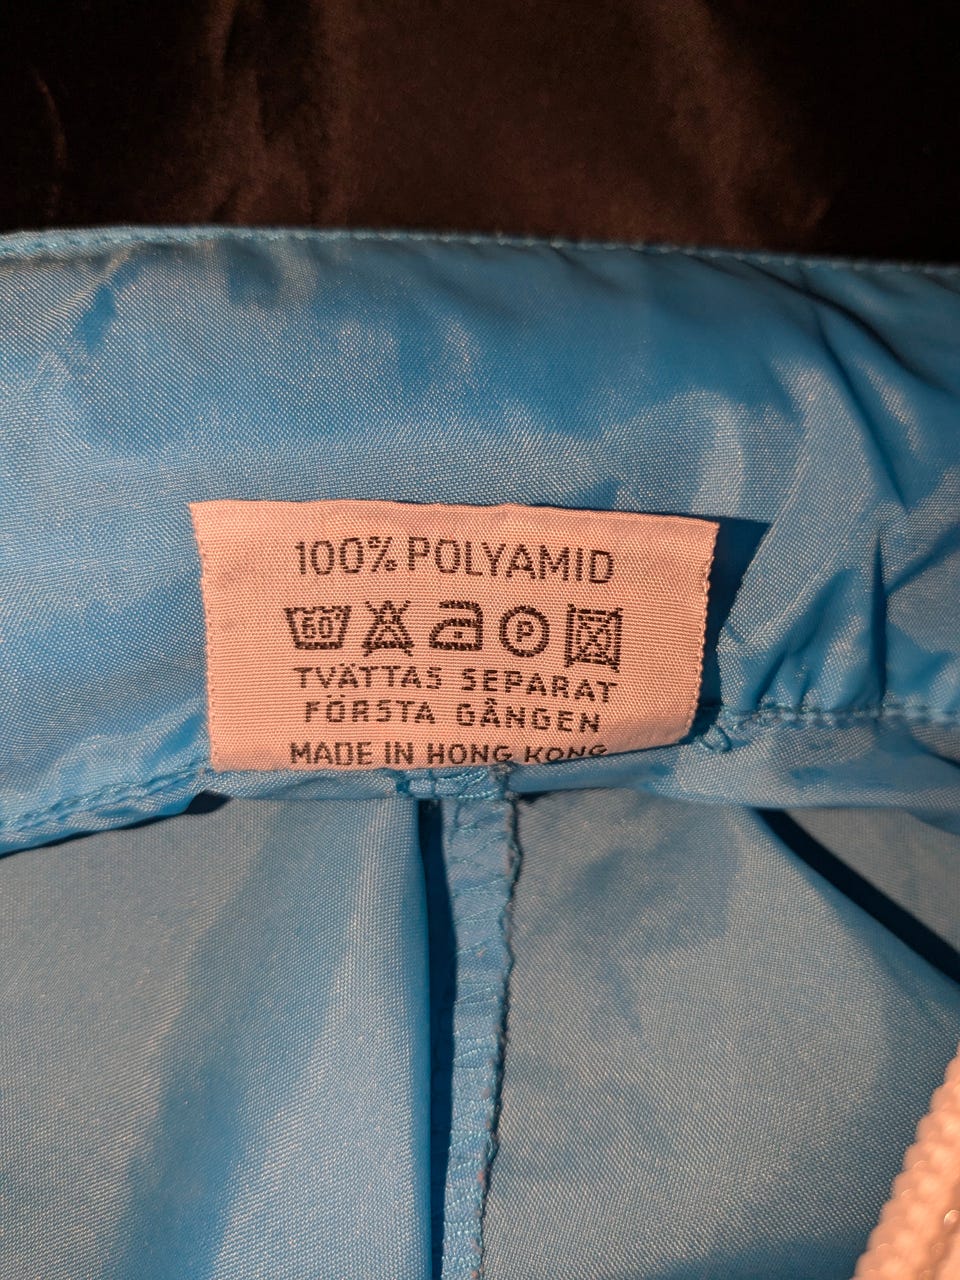 100% POLYAMID
60 P
TVÄTTAS SEPARAT
FÖRSTA GÅNGEN
MADE IN HONG KONG